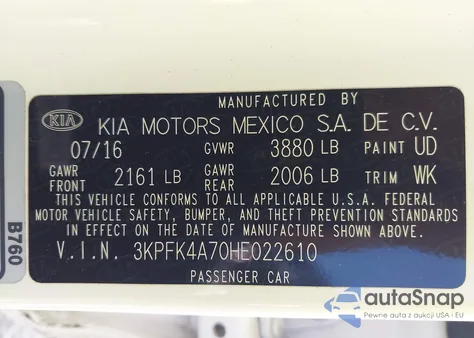 MANUFACTURED BY
KIA KIA MOTORS MEXICO S.A. DE C.V.
07/16 GVWR 3880 LB PAINT UD
GAWR FRONT 2161 LB GAWR REAR 2006 LB TRIM WK
THIS VEHICLE CONFORMS TO ALL APPLICABLE U.S.A. FEDERAL
MOTOR VEHICLE SAFETY, BUMPER, AND THEFT PREVENTION STANDARDS
IN EFFECT ON THE DATE OF MANUFACTURE SHOWN ABOVE.
V.I.N. 3KPFK4A70HE022610
PASSENGER CAR
B760
autoSnap
Pewne auta z aukcji USA i EU